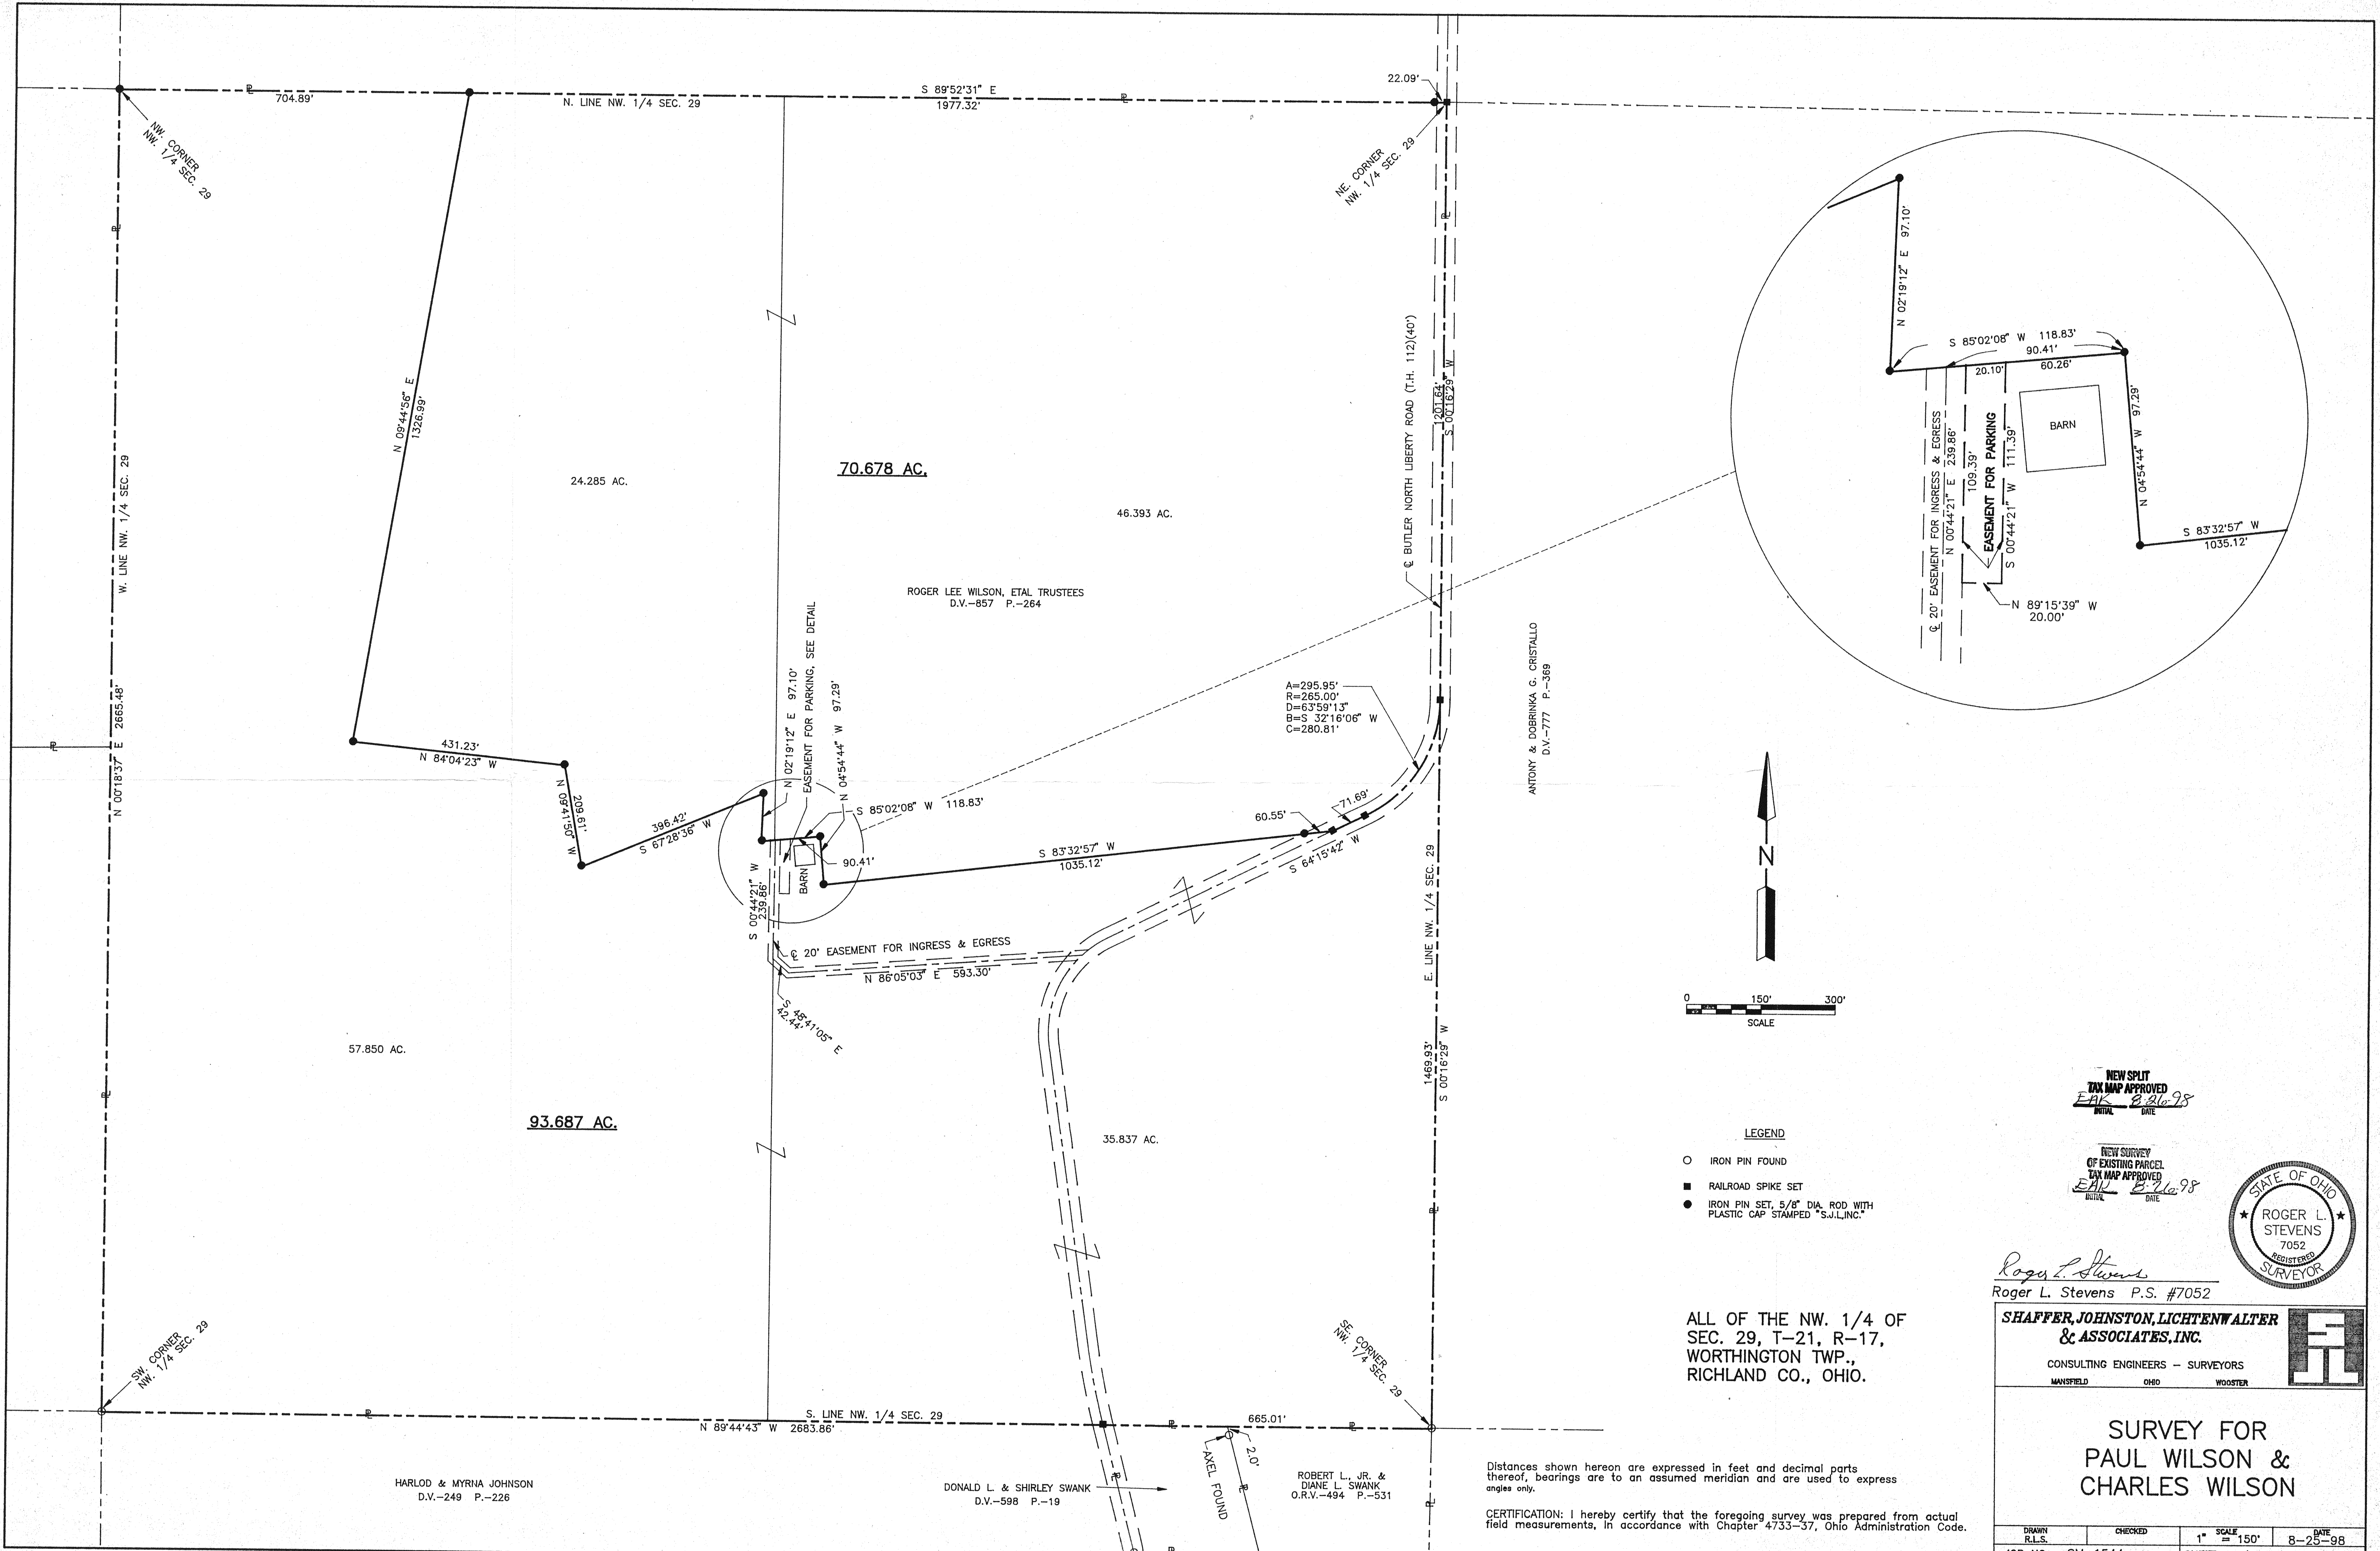 704.89'
N. LINE NW. 1/4 SEC. 29
S 89°52'31" E
1977.32'
22.09'
NW. CORNER
NW. 1/4 SEC. 29
NE. CORNER
NW. 1/4 SEC. 29
W. LINE NW. 1/4 SEC. 29
N 00°18'37" E 2665.48'
N 09°44'56" E
1326.99'
24.285 AC.
70.678 AC.
46.393 AC.
ROGER LEE WILSON, ETAL TRUSTEES
D.V.-857 P.-264
℄ BUTLER NORTH LIBERTY ROAD (T.H. 112)(40')
1201.64'
S 00°16'29" W
ANTONY & DOBRINKA G. CRISTALLO
D.V.-777 P.-369
A=295.95'
R=265.00'
D=63°59'13"
B=S 32°16'06" W
C=280.81'
431.23'
N 84°04'23" W
209.61'
N 09°41'50" W
396.42'
S 67°28'36" W
N 02°19'12" E 97.10'
EASEMENT FOR PARKING, SEE DETAIL
N 04°54'44" W 97.29'
S 85°02'08" W 118.83'
90.41'
BARN
S 83°32'57" W
1035.12'
60.55'
71.69'
S 64°15'42" W
S 00°44'21" W
239.86'
℄ 20' EASEMENT FOR INGRESS & EGRESS
N 86°05'03" E 593.30'
S 48°41'05" E
42.44'
E. LINE NW. 1/4 SEC. 29
1469.93'
S 00°16'29" W
57.850 AC.
93.687 AC.
35.837 AC.
SW. CORNER
NW. 1/4 SEC. 29
SE. CORNER
NW. 1/4 SEC. 29
S. LINE NW. 1/4 SEC. 29
N 89°44'43" W 2683.86'
665.01'
2.0'
AXEL FOUND
HARLOD & MYRNA JOHNSON
D.V.-249 P.-226
DONALD L. & SHIRLEY SWANK
D.V.-598 P.-19
ROBERT L., JR. &
DIANE L. SWANK
O.R.V.-494 P.-531
N 02°19'12" E 97.10'
S 85°02'08" W 118.83'
90.41'
20.10'
60.26'
BARN
N 04°54'44" W 97.29'
S 83°32'57" W
1035.12'
℄ 20' EASEMENT FOR INGRESS & EGRESS
N 00°44'21" E 239.86'
109.39'
EASEMENT FOR PARKING
S 00°44'21" W 111.39'
N 89°15'39" W
20.00'
N
0 150' 300'
SCALE
LEGEND
IRON PIN FOUND
RAILROAD SPIKE SET
IRON PIN SET, 5/8" DIA. ROD WITH
PLASTIC CAP STAMPED "S.J.L,INC."
NEW SPLIT
TAX MAP APPROVED
EAK 8-26-98
INITIAL DATE
NEW SURVEY
OF EXISTING PARCEL
TAX MAP APPROVED
EAK 8-26-98
INITIAL DATE
STATE OF OHIO
ROGER L.
STEVENS
7052
REGISTERED
SURVEYOR
Roger L. Stevens
Roger L. Stevens P.S. #7052
ALL OF THE NW. 1/4 OF
SEC. 29, T-21, R-17,
WORTHINGTON TWP.,
RICHLAND CO., OHIO.
SHAFFER, JOHNSTON, LICHTENWALTER
& ASSOCIATES, INC.
CONSULTING ENGINEERS - SURVEYORS
MANSFIELD OHIO WOOSTER
SJL
SURVEY FOR
PAUL WILSON &
CHARLES WILSON
Distances shown hereon are expressed in feet and decimal parts
thereof, bearings are to an assumed meridian and are used to express
angles only.
CERTIFICATION: I hereby certify that the foregoing survey was prepared from actual
field measurements, in accordance with Chapter 4733-37, Ohio Administration Code.
DRAWN CHECKED SCALE DATE
R.L.S. 1" = 150' 8-25-98